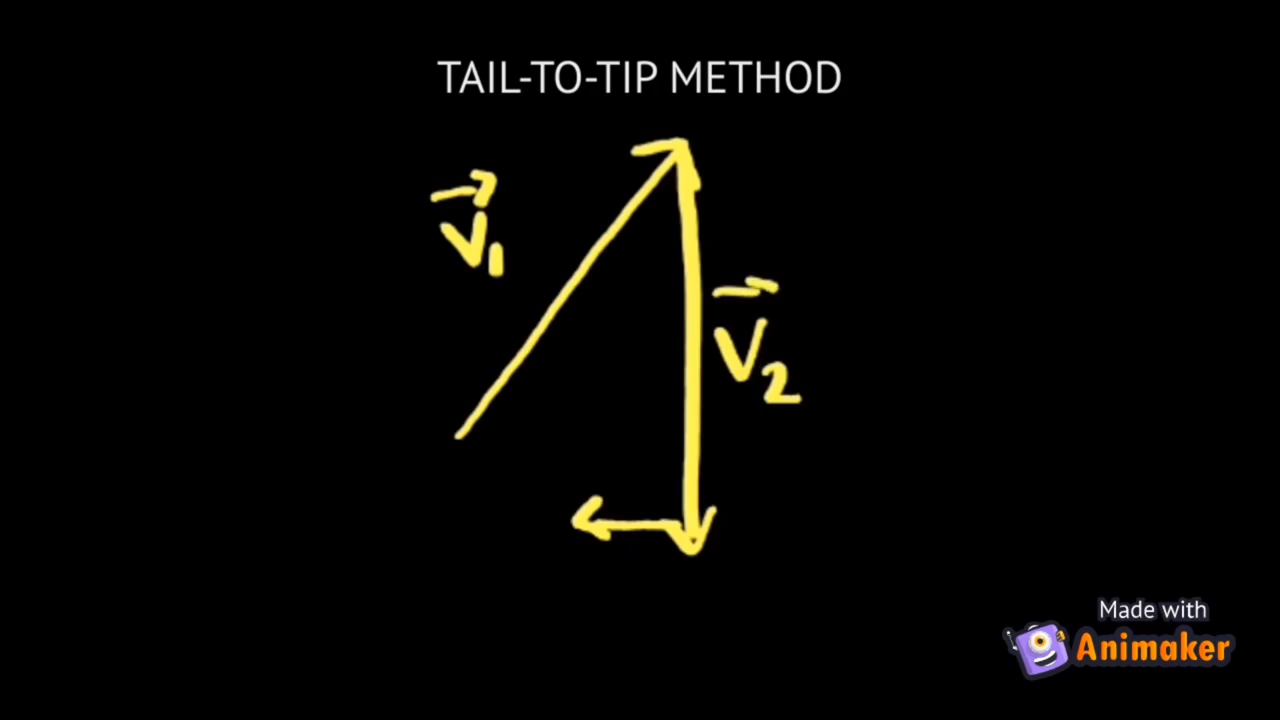 TAIL-TO-TIP METHOD
V⃗₁
V⃗₂
Made with
Animaker